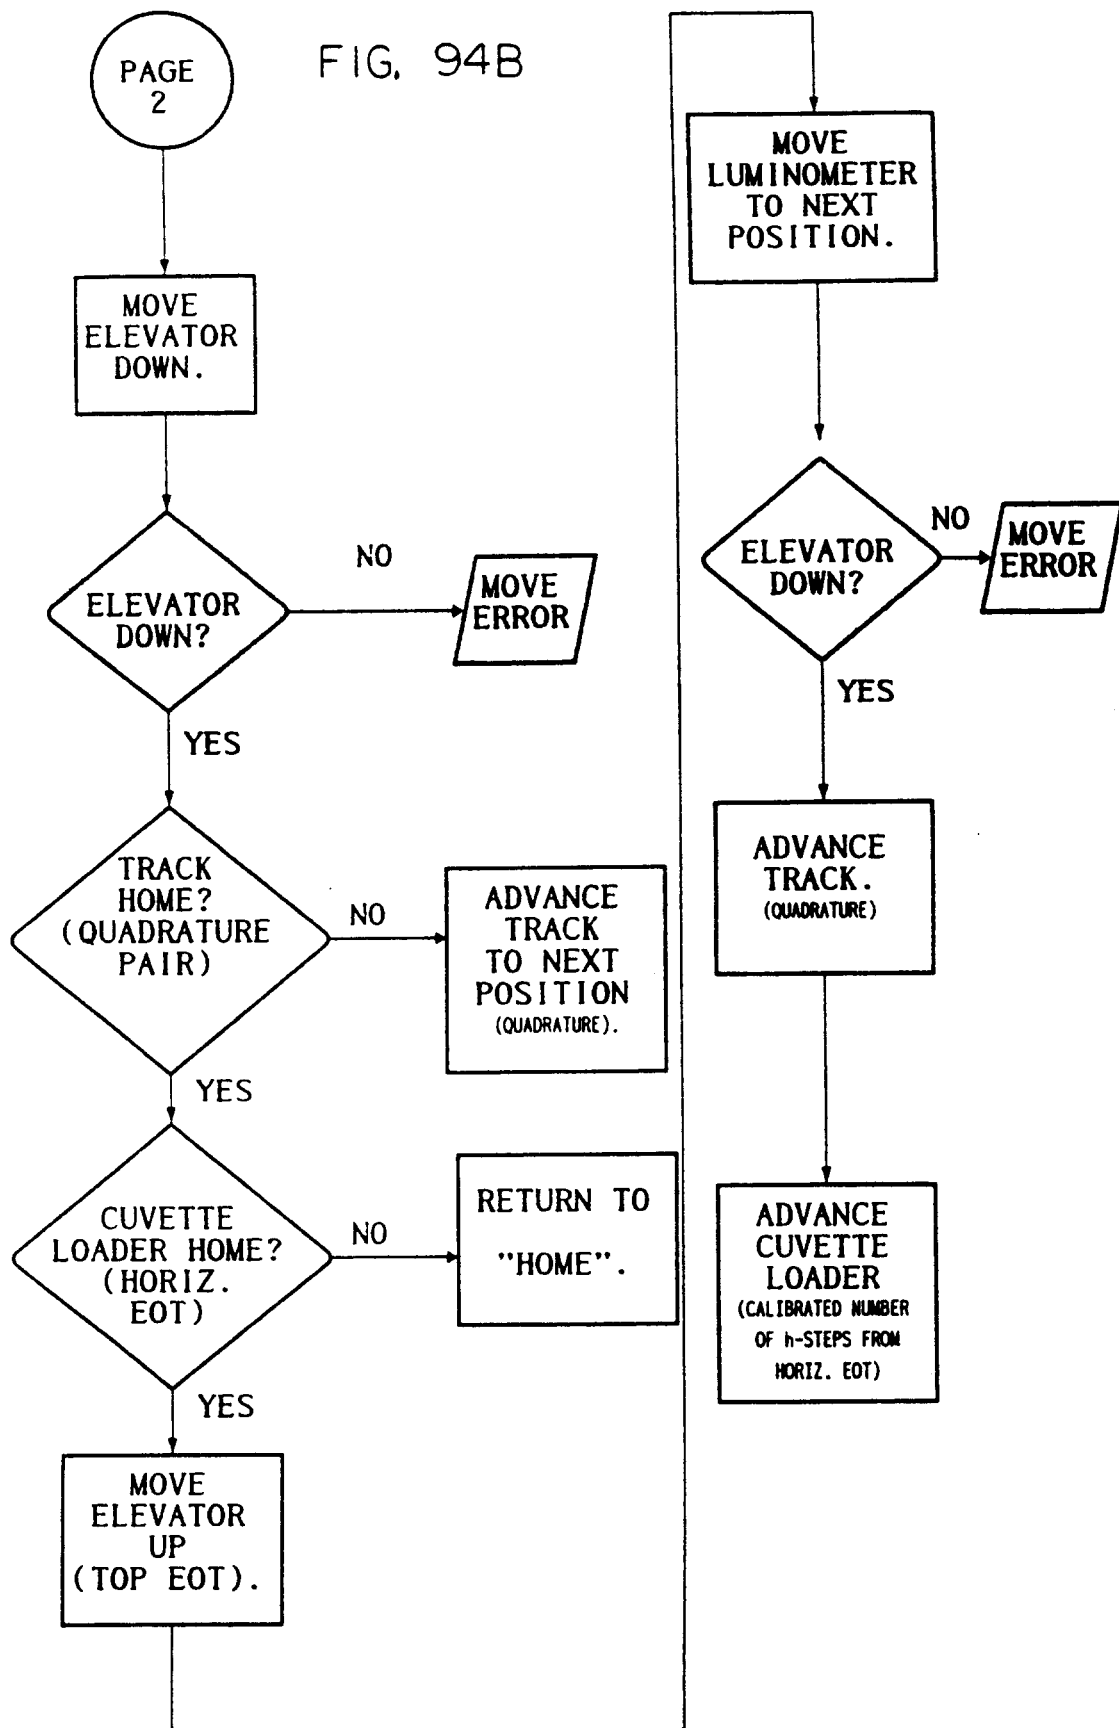 FIG. 94B
PAGE
2
MOVE
ELEVATOR
DOWN.
ELEVATOR
DOWN?
NO
MOVE
ERROR
YES
TRACK
HOME?
(QUADRATURE
PAIR)
NO
ADVANCE
TRACK
TO NEXT
POSITION
(QUADRATURE).
YES
CUVETTE
LOADER HOME?
(HORIZ.
EOT)
NO
RETURN TO
"HOME".
YES
MOVE
ELEVATOR
UP
(TOP EOT).
MOVE
LUMINOMETER
TO NEXT
POSITION.
ELEVATOR
DOWN?
NO
MOVE
ERROR
YES
ADVANCE
TRACK.
(QUADRATURE)
ADVANCE
CUVETTE
LOADER
(CALIBRATED NUMBER
OF h-STEPS FROM
HORIZ. EOT)